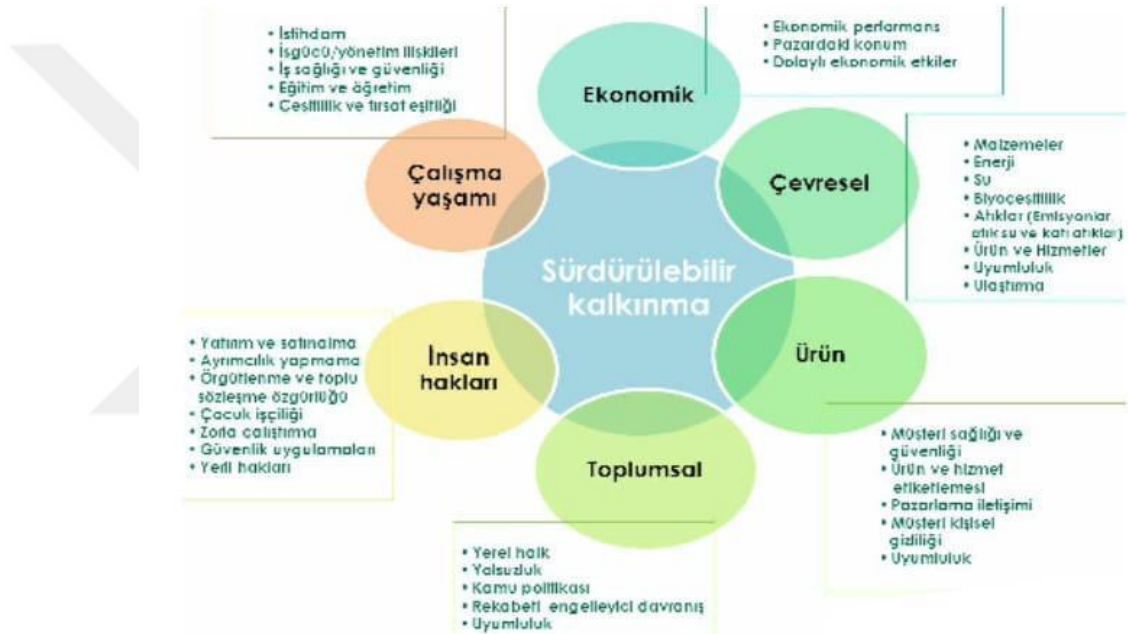 • İstihdam
• İşgücü/yönetim ilişkileri
• İş sağlığı ve güvenliği
• Eğitim ve öğretim
• Çeşitlilik ve fırsat eşitliği
Ekonomik
• Ekonomik performans
• Pazardaki konum
• Dolaylı ekonomik etkiler
Çalışma
yaşamı
Çevresel
• Malzemeler
• Enerji
• Su
• Biyoçeşitlilik
• Atıklar (Emisyonlar,
atık su ve katı atıklar)
• Ürün ve Hizmetler
• Uyumluluk
• Ulaştırma
Sürdürülebilir
kalkınma
İnsan
hakları
• Yatırım ve satınalma
• Ayrımcılık yapmama
• Örgütlenme ve toplu
sözleşme özgürlüğü
• Çocuk işçiliği
• Zorla çalıştırma
• Güvenlik uygulamaları
• Yerli hakları
Ürün
• Müşteri sağlığı ve
güvenliği
• Ürün ve hizmet
etiketlemesi
• Pazarlama iletişimi
• Müşteri kişisel
gizliliği
• Uyumluluk
Toplumsal
• Yerel halk
• Yolsuzluk
• Kamu politikası
• Rekabeti engelleyici davranış
• Uyumluluk